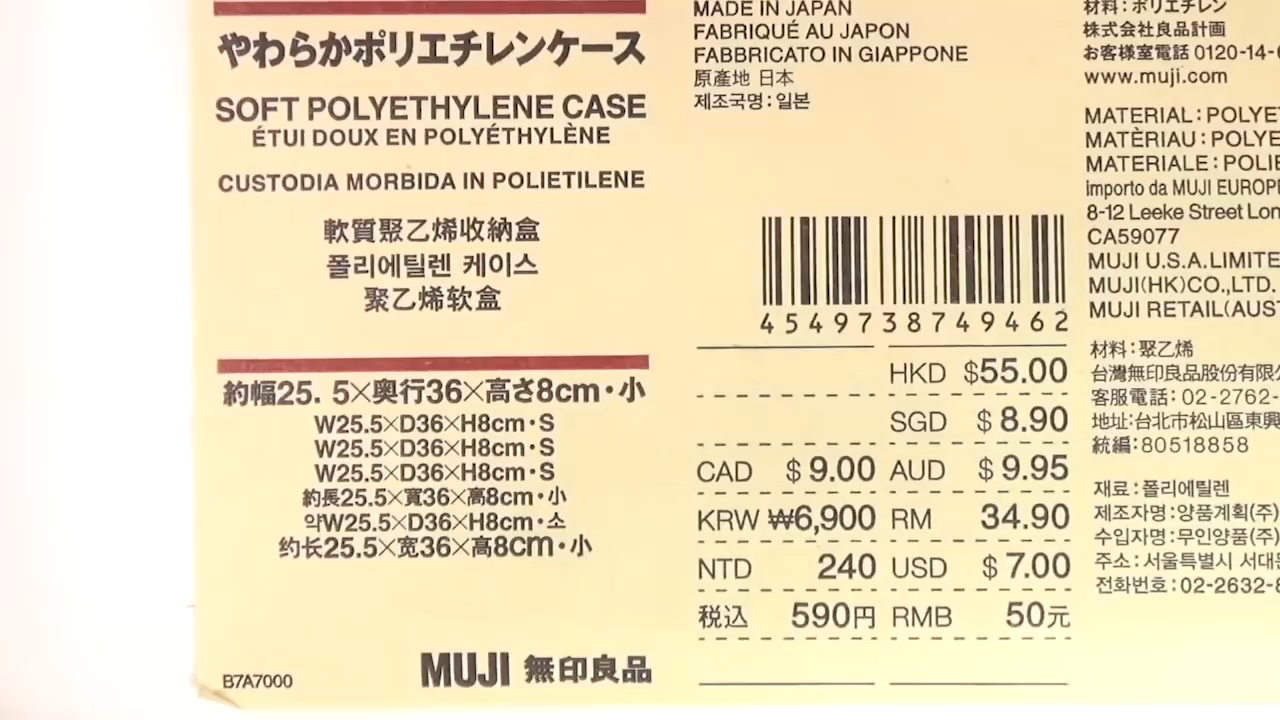 やわらかポリエチレンケース
SOFT POLYETHYLENE CASE
ÉTUI DOUX EN POLYÉTHYLÈNE
CUSTODIA MORBIDA IN POLIETILENE
軟質聚乙烯收納盒
폴리에틸렌 케이스
聚乙烯软盒
約幅25. 5×奥行36×高さ8cm・小
W25.5×D36×H8cm・S
W25.5×D36×H8cm・S
W25.5×D36×H8cm・S
約長25.5×寬36×高8cm・小
약W25.5×D36×H8cm・소
约长25.5×宽36×高8cm・小
MUJI 無印良品
B7A7000
MADE IN JAPAN
FABRIQUÉ AU JAPON
FABBRICATO IN GIAPPONE
原產地 日本
제조국명:일본
4549738749462
HKD $55.00
SGD $8.90
CAD $9.00 AUD $9.95
KRW ₩6,900 RM 34.90
NTD 240 USD $7.00
税込 590円 RMB 50元
材料:ポリエチレン
株式会社良品計画
お客様室電話 0120-14-
www.muji.com
MATERIAL:POLYE
MATÈRIAU:POLYE
MATERIALE:POLIE
importo da MUJI EUROPE
8-12 Leeke Street Lon
CA59077
MUJI U.S.A.LIMITE
MUJI(HK)CO.,LTD.
MUJI RETAIL(AUS
材料:聚乙烯
台灣無印良品股份有限
客服電話:02-2762-
地址:台北市松山區東興
統編:80518858
재료:폴리에틸렌
제조자명:양품계획(주)
수입자명:무인양품(주)
주소:서울특별시 서대
전화번호:02-2632-8